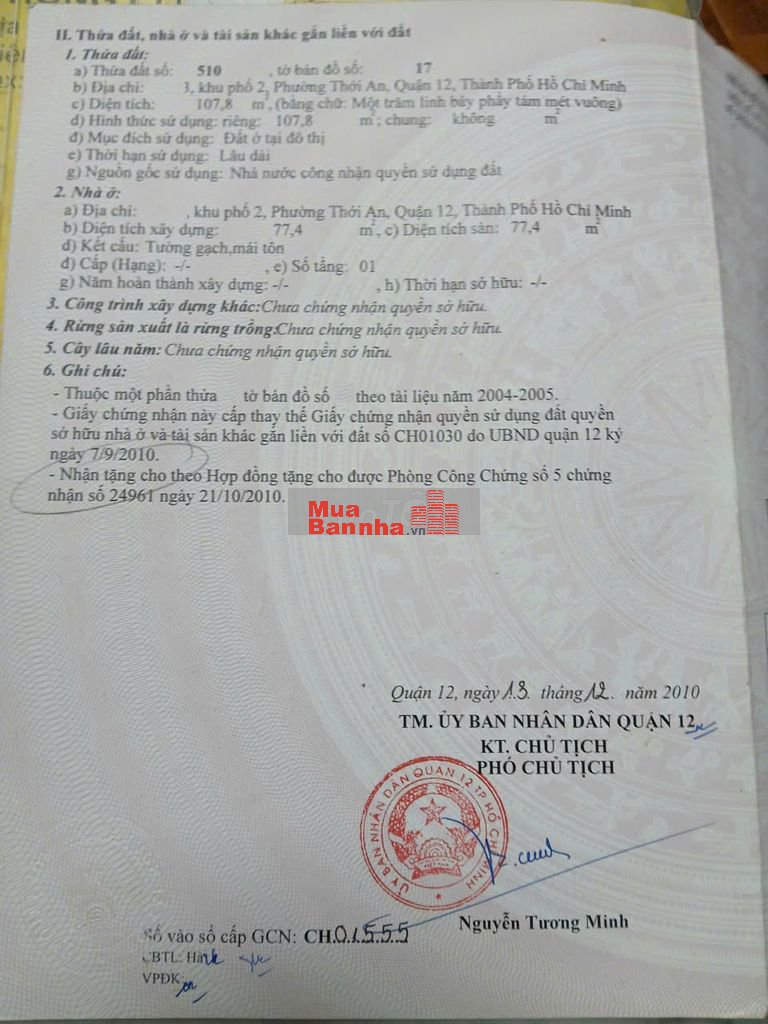 II. Thửa đất, nhà ở và tài sản khác gắn liền với đất
1. Thửa đất:
a) Thửa đất số: 510 , tờ bản đồ số: 17
b) Địa chỉ: 3, khu phố 2, Phường Thới An, Quận 12, Thành Phố Hồ Chí Minh
c) Diện tích: 107,8 m², (bằng chữ: Một trăm linh bảy phẩy tám mét vuông)
d) Hình thức sử dụng: riêng: 107,8 m²; chung: không m²
đ) Mục đích sử dụng: Đất ở tại đô thị
e) Thời hạn sử dụng: Lâu dài
g) Nguồn gốc sử dụng: Nhà nước công nhận quyền sử dụng đất
2. Nhà ở:
a) Địa chỉ: , khu phố 2, Phường Thới An, Quận 12, Thành Phố Hồ Chí Minh
b) Diện tích xây dựng: 77,4 m², c) Diện tích sàn: 77,4 m²
d) Kết cấu: Tường gạch,mái tôn
đ) Cấp (Hạng): -/- , e) Số tầng: 01
g) Năm hoàn thành xây dựng: -/- , h) Thời hạn sở hữu: -/-
3. Công trình xây dựng khác:Chưa chứng nhận quyền sở hữu.
4. Rừng sản xuất là rừng trồng:Chưa chứng nhận quyền sở hữu.
5. Cây lâu năm: Chưa chứng nhận quyền sở hữu.
6. Ghi chú:
- Thuộc một phần thửa tờ bản đồ số theo tài liệu năm 2004-2005.
- Giấy chứng nhận này cấp thay thế Giấy chứng nhận quyền sử dụng đất quyền
sở hữu nhà ở và tài sản khác gắn liền với đất số CH01030 do UBND quận 12 ký
ngày 7/9/2010.
- Nhận tặng cho theo Hợp đồng tặng cho được Phòng Công Chứng số 5 chứng
nhận số 24961 ngày 21/10/2010.
Mua
Bannha.vn
Quận 12, ngày 13 tháng 12 năm 2010
TM. ỦY BAN NHÂN DÂN QUẬN 12
KT. CHỦ TỊCH
PHÓ CHỦ TỊCH
ỦY BAN NHÂN DÂN QUẬN 12 TP HỒ CHÍ MINH
Nguyễn Tương Minh
Số vào sổ cấp GCN: CH.01555
CBTL: Hạnh
VPĐK: